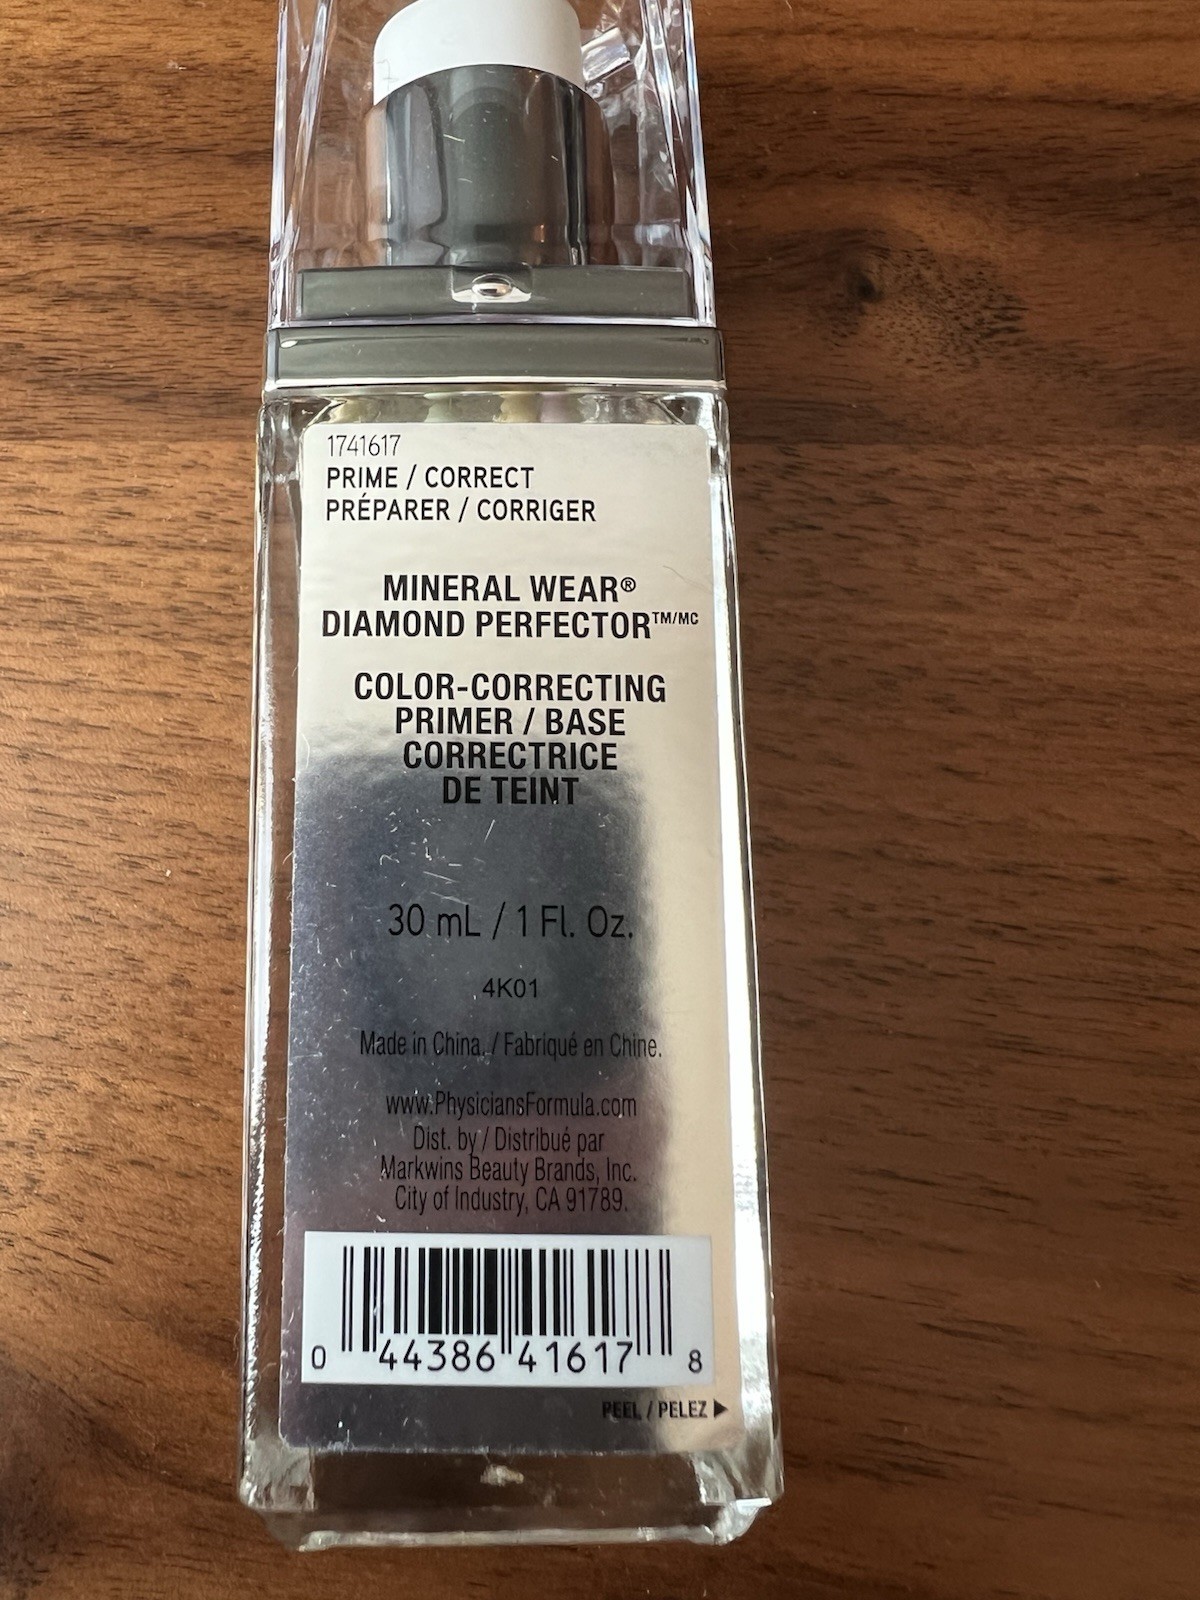 1741617
PRIME / CORRECT
PRÉPARER / CORRIGER
MINERAL WEAR®
DIAMOND PERFECTOR™/MC
COLOR-CORRECTING
PRIMER / BASE
CORRECTRICE
DE TEINT
30 mL / 1 Fl. Oz.
4K01
Made in China. / Fabriqué en Chine.
www.PhysiciansFormula.com
Dist. by / Distribué par
Markwins Beauty Brands, Inc.
City of Industry, CA 91789.
0 44386 41617 8
PEEL / PELEZ ▶